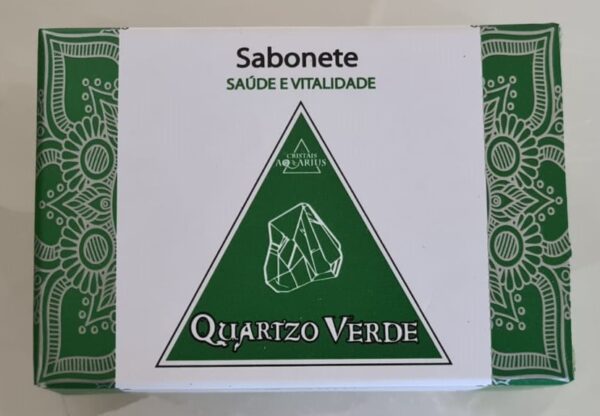 Sabonete
SAÚDE E VITALIDADE
CRISTAIS
AQUARIUS
QUARTZO VERDE